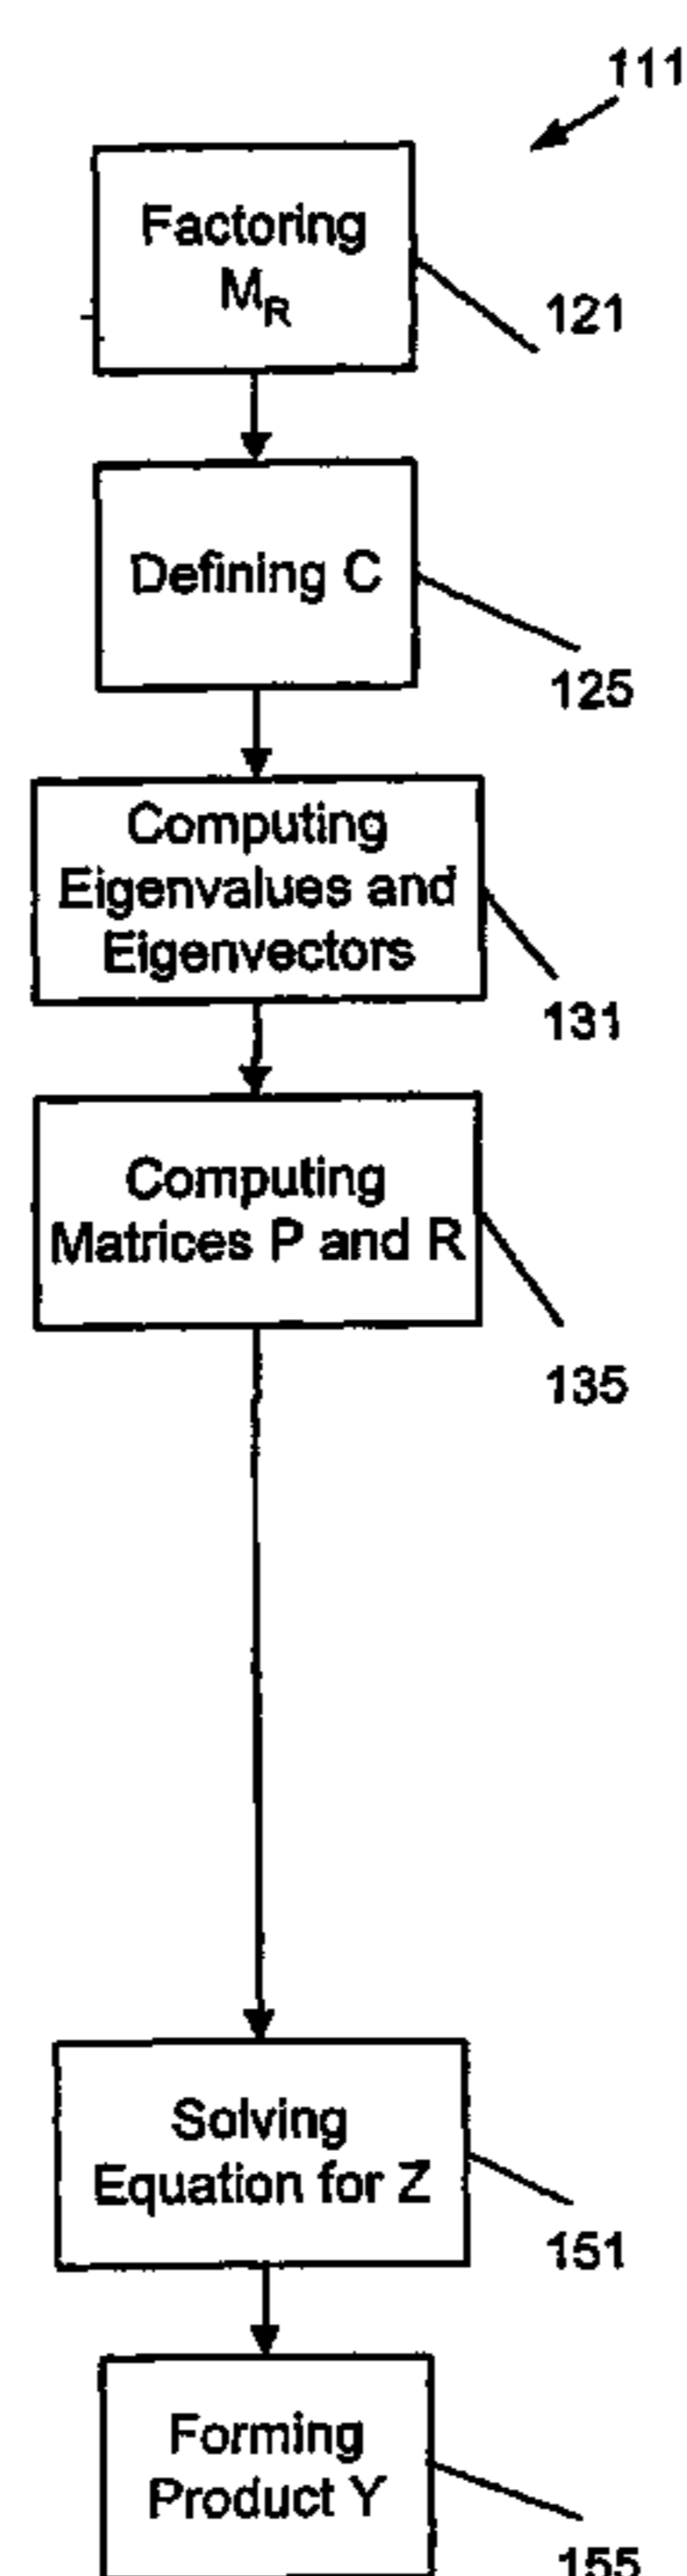 111
Factoring
M_R
121
Defining C
125
Computing
Eigenvalues and
Eigenvectors
131
Computing
Matrices P and R
135
Solving
Equation for Z
151
Forming
Product Y
155